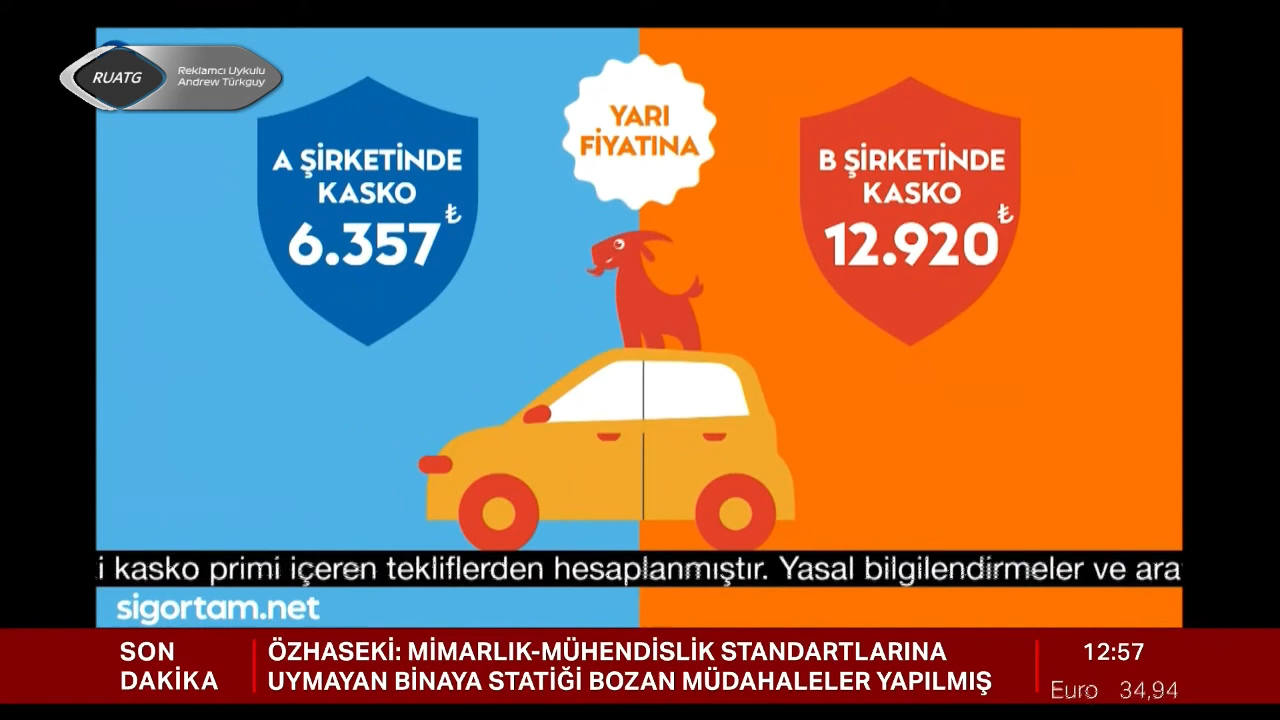 RUATG
Reklamcı Uykulu
Andrew Türkguy
YARI
FİYATINA
A ŞİRKETİNDE
KASKO
6.357 ₺
B ŞİRKETİNDE
KASKO
12.920 ₺
i kasko primi içeren tekliflerden hesaplanmıştır. Yasal bilgilendirmeler ve ara
sigortam.net
SON
DAKİKA
ÖZHASEKİ: MİMARLIK-MÜHENDİSLİK STANDARTLARINA
UYMAYAN BİNAYA STATİĞİ BOZAN MÜDAHALELER YAPILMIŞ
12:57
Euro 34,94